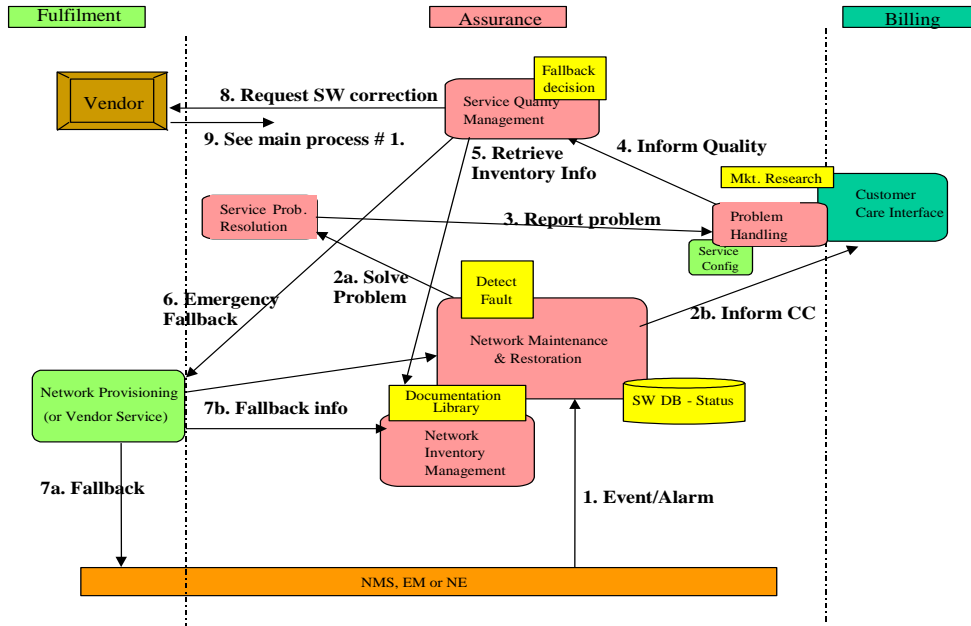 Fulfilment
Assurance
Billing
Vendor
8. Request SW correction
9. See main process # 1.
Fallback
decision
Service Quality
Management
5. Retrieve
Inventory Info
4. Inform Quality
Mkt. Research
Customer
Care Interface
Service Prob.
Resolution
3. Report problem
Problem
Handling
Service
Config
2a. Solve
Problem
Detect
Fault
6. Emergency
Fallback
2b. Inform CC
Network Maintenance
& Restoration
Network Provisioning
(or Vendor Service)
7b. Fallback info
Documentation
Library
SW DB - Status
Network
Inventory
Management
7a. Fallback
1. Event/Alarm
NMS, EM or NE